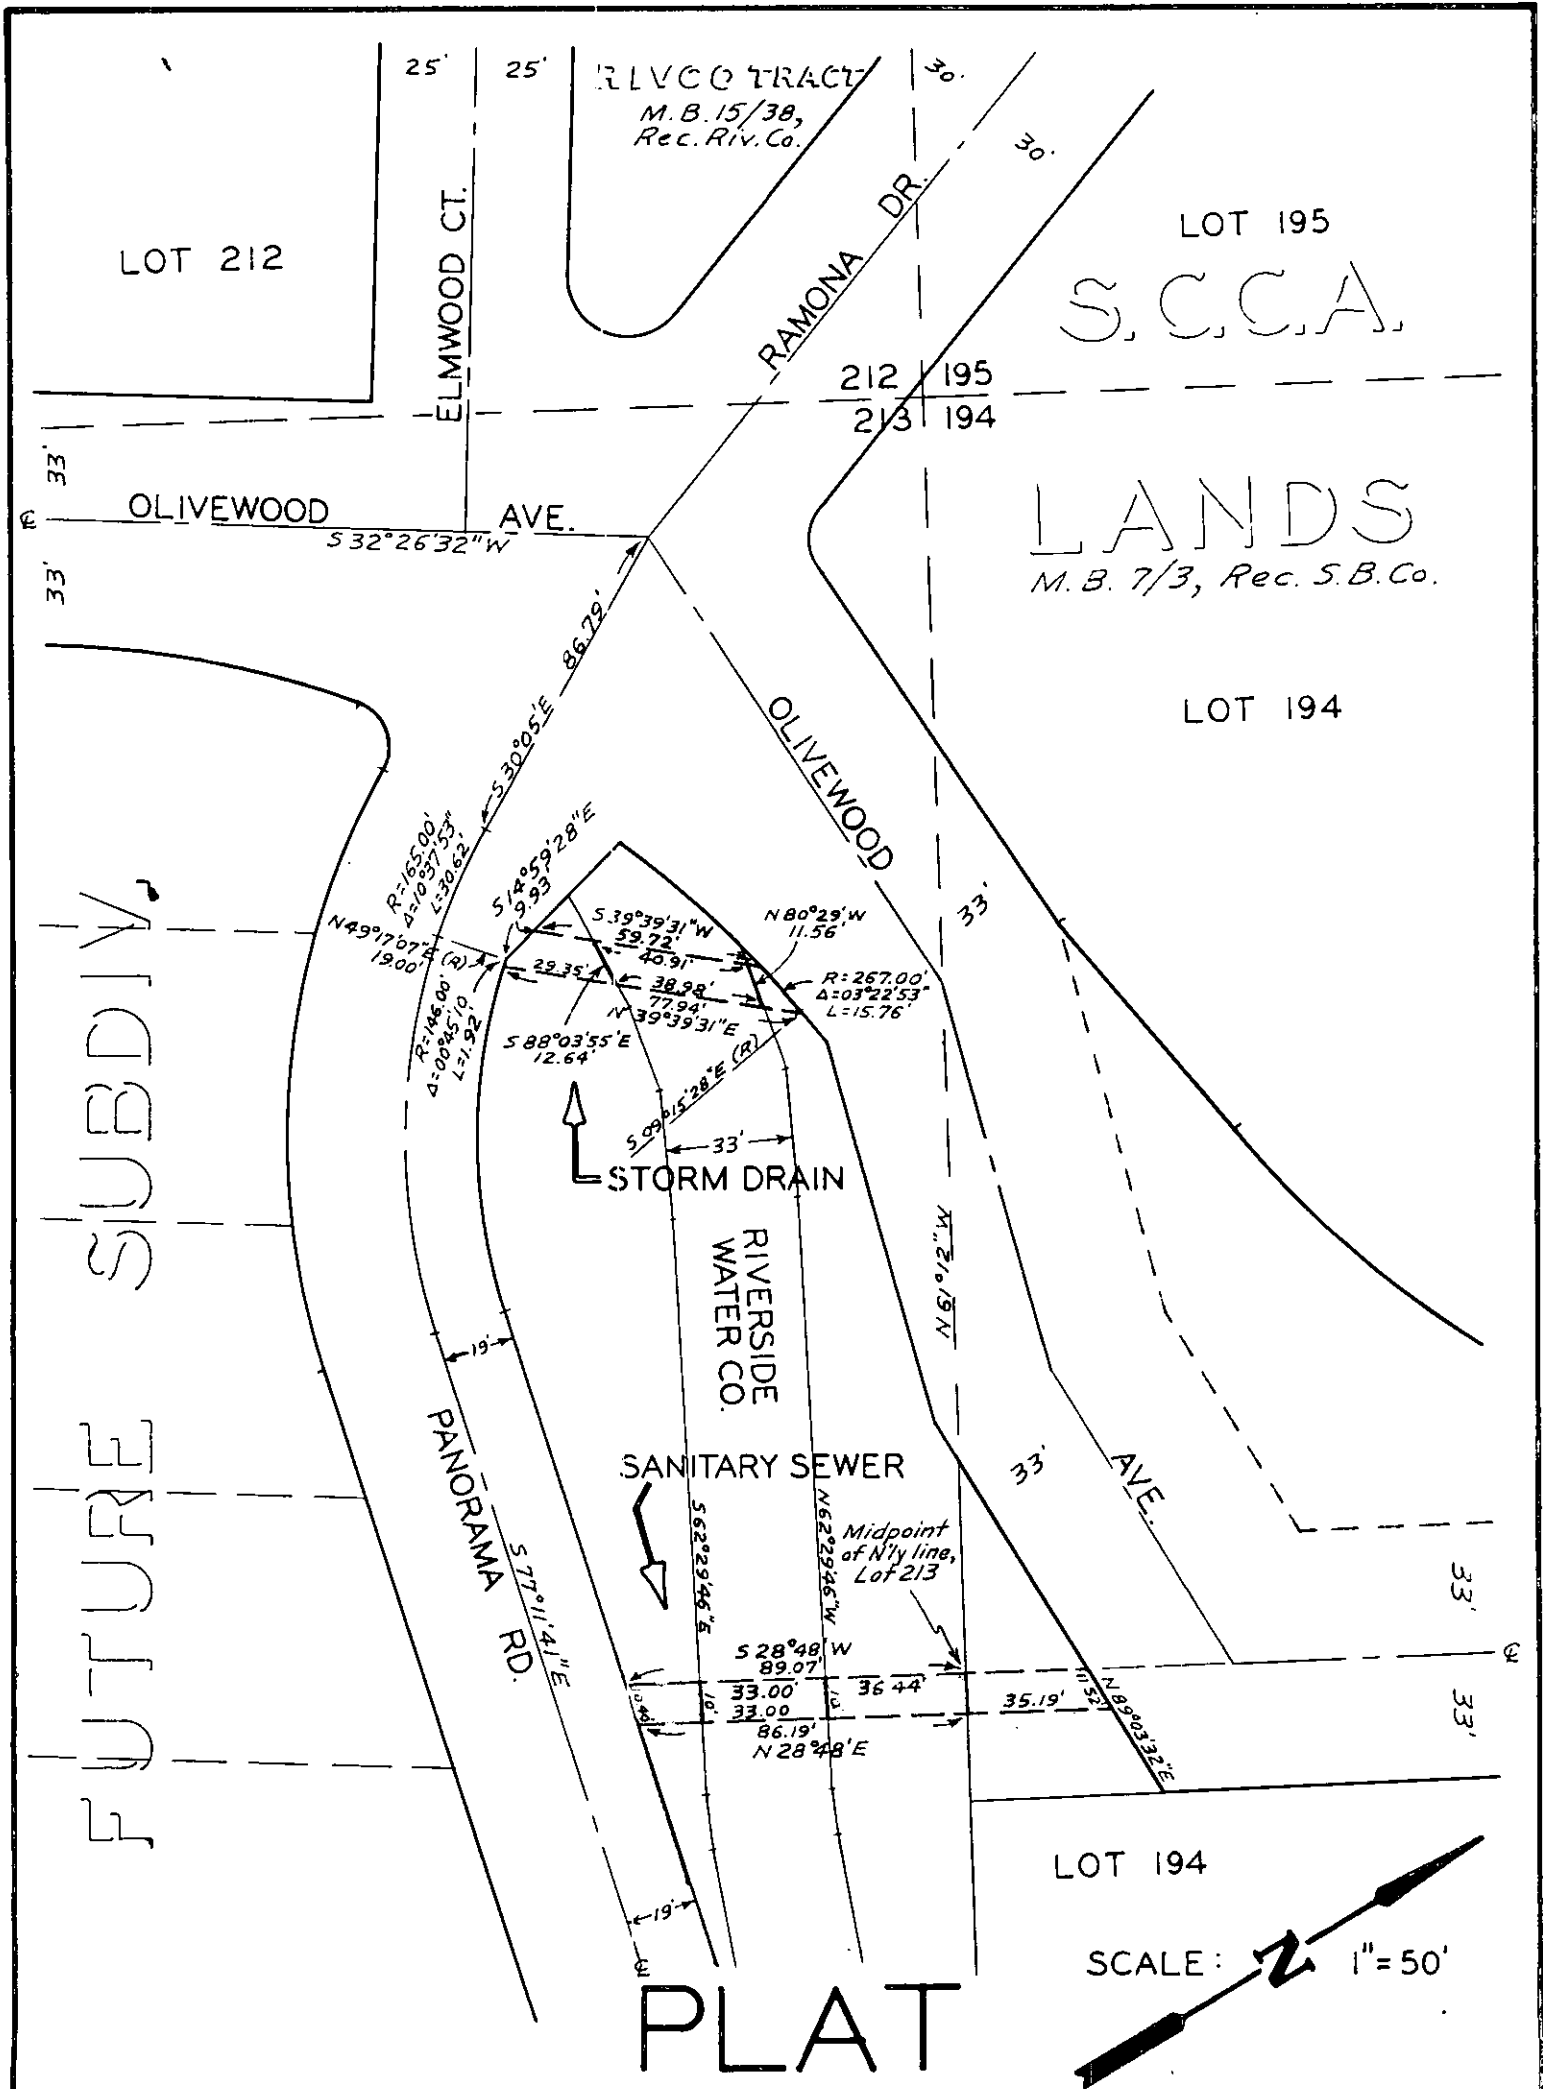 25'
25'
RIVCO TRACT
M.B. 15/38,
Rec. Riv. Co.
30'
30'
LOT 212
ELMWOOD CT.
RAMONA DR.
LOT 195
S.C.C.A.
212 195
213 194
33'
33'
℄
OLIVEWOOD AVE.
S 32°26'32" W
LANDS
M.B. 7/3, Rec. S.B.Co.
LOT 194
86.79'
S 30°05' E
OLIVEWOOD
33'
R=165.00'
Δ=10°37'53"
L=30.62'
S 14°59'28" E
9.93'
N 49°17'07" E (R)
19.00'
S 39°39'31" W
59.72'
40.91'
N 80°29' W
11.56'
29.35'
38.98'
77.94'
N 39°39'31" E
R=267.00'
Δ=03°22'53"
L=15.76'
R=146.00'
Δ=00°45'10
L=1.92'
S 88°03'55" E
12.64'
S 09°15'28" E (R)
33'
STORM DRAIN
RIVERSIDE
WATER CO.
19'
PANORAMA RD.
S 77°11'41" E
SANITARY SEWER
33'
AVE.
S 62°29'46" E
N 62°29'46" W
Midpoint
of N'ly line,
Lot 213
33'
33'
℄
S 28°48' W
89.07'
33.00'
36 44'
33.00
86.19'
N 28°48' E
10.40'
10'
10'
35.19'
11 52'
N 89°03'32" E
FUTURE SUBDIV.
LOT 194
19'
℄
SCALE: 1"=50'
N
PLAT